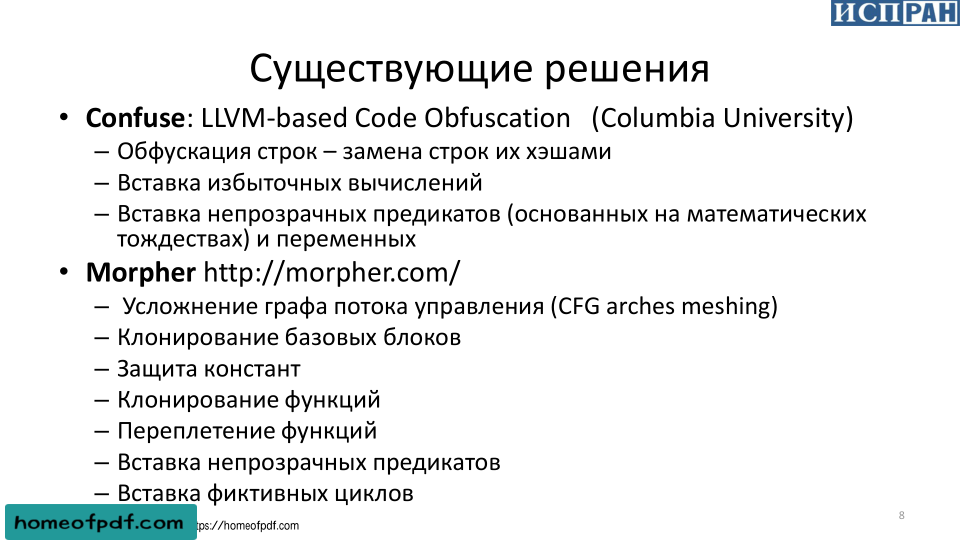 ИСПРАН
Существующие решения
• Confuse: LLVM-based Code Obfuscation (Columbia University)
– Обфускация строк – замена строк их хэшами
– Вставка избыточных вычислений
– Вставка непрозрачных предикатов (основанных на математических
тождествах) и переменных
• Morpher http://morpher.com/
– Усложнение графа потока управления (CFG arches meshing)
– Клонирование базовых блоков
– Защита констант
– Клонирование функций
– Переплетение функций
– Вставка непрозрачных предикатов
– Вставка фиктивных циклов
homeofpdf.com
tps://homeofpdf.com
8